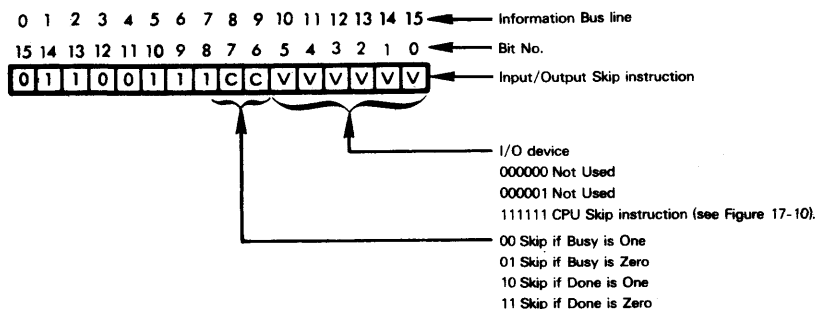 0 1 2 3 4 5 6 7 8 9 10 11 12 13 14 15 Information Bus line
15 14 13 12 11 10 9 8 7 6 5 4 3 2 1 0 Bit No.
0 1 1 0 0 1 1 1 C C V V V V V V Input/Output Skip instruction
I/O device
000000 Not Used
000001 Not Used
111111 CPU Skip instruction (see Figure 17-10).
00 Skip if Busy is One
01 Skip if Busy is Zero
10 Skip if Done is One
11 Skip if Done is Zero